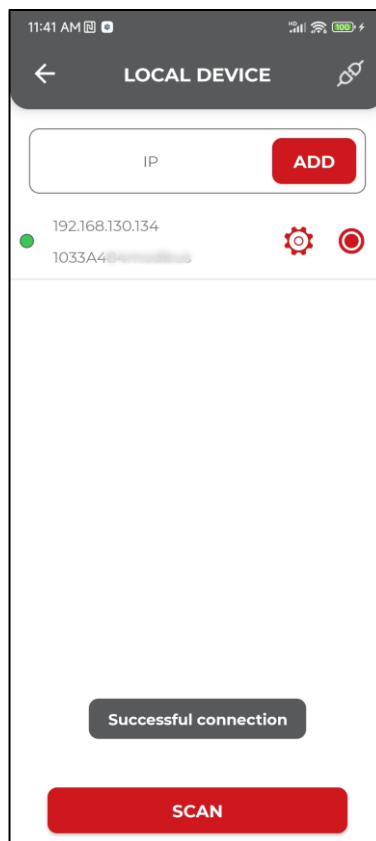 11:41 AM
100
LOCAL DEVICE
IP
ADD
192.168.130.134
1033A4
Successful connection
SCAN